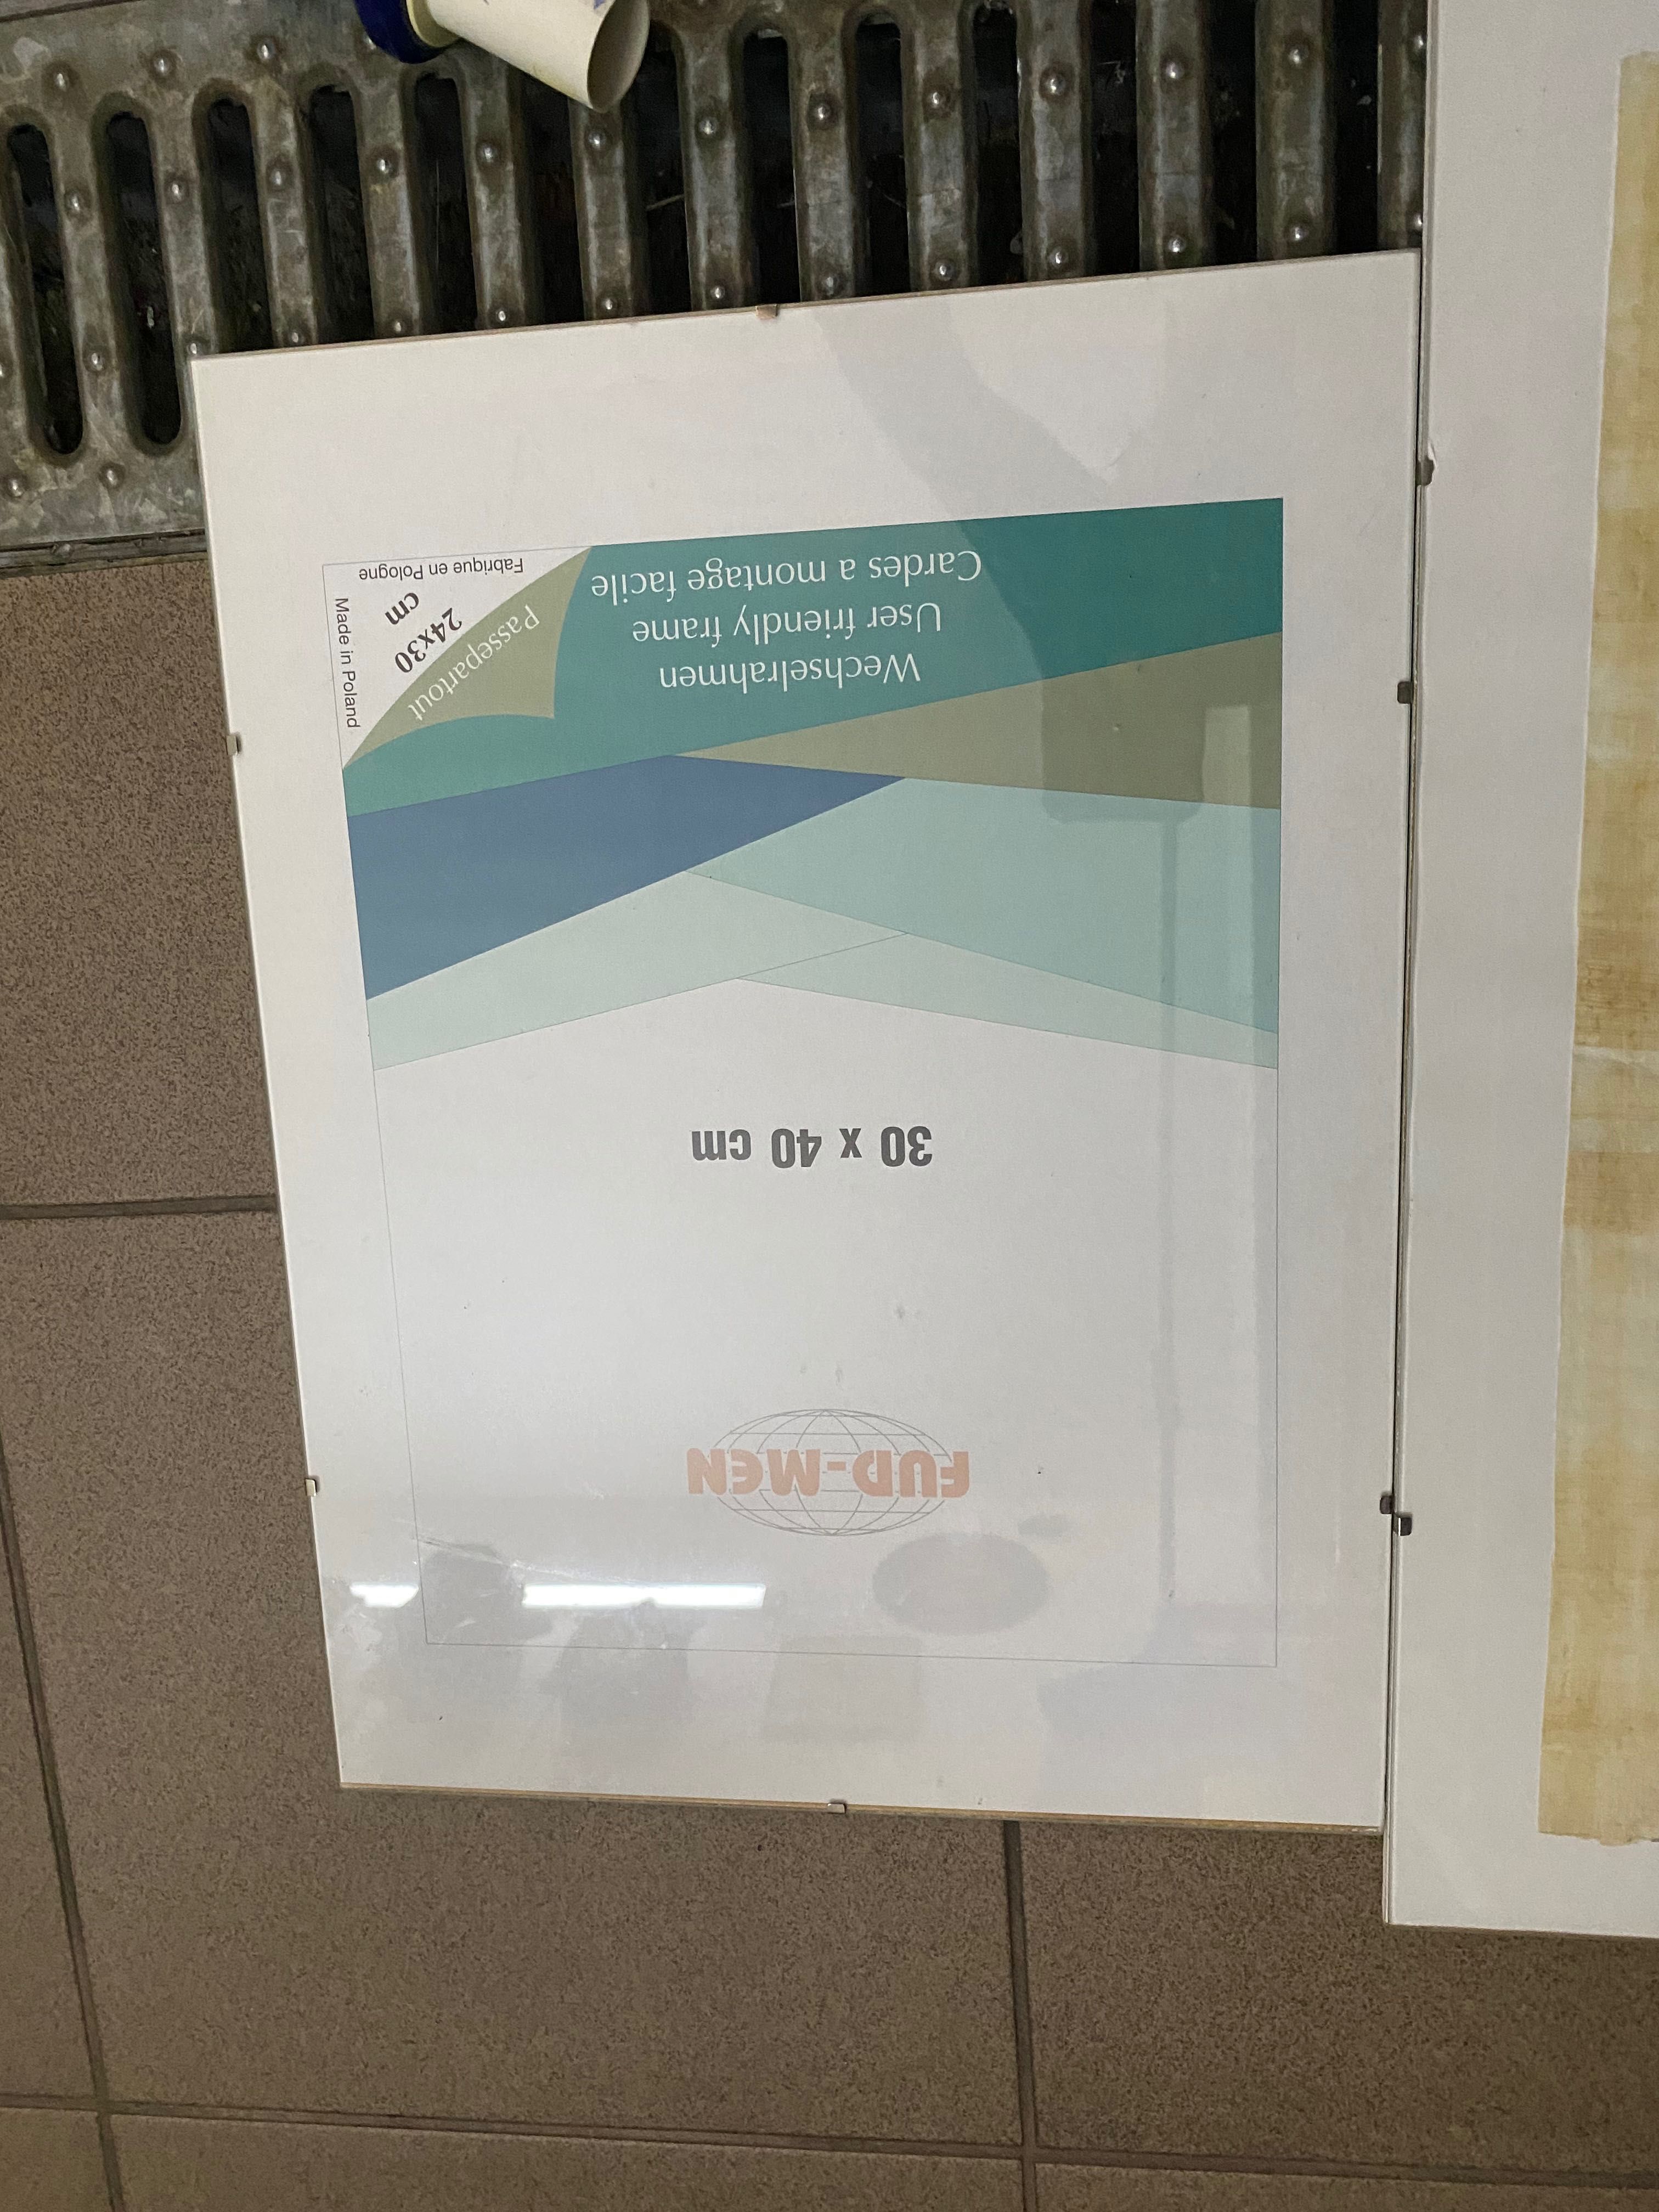 FUD-MEN
30 x 40 cm
Wechselrahmen
User friendly frame
Cardes a montage facile
Passepartout
24x30
cm
Made in Poland
Fabrique en Pologne